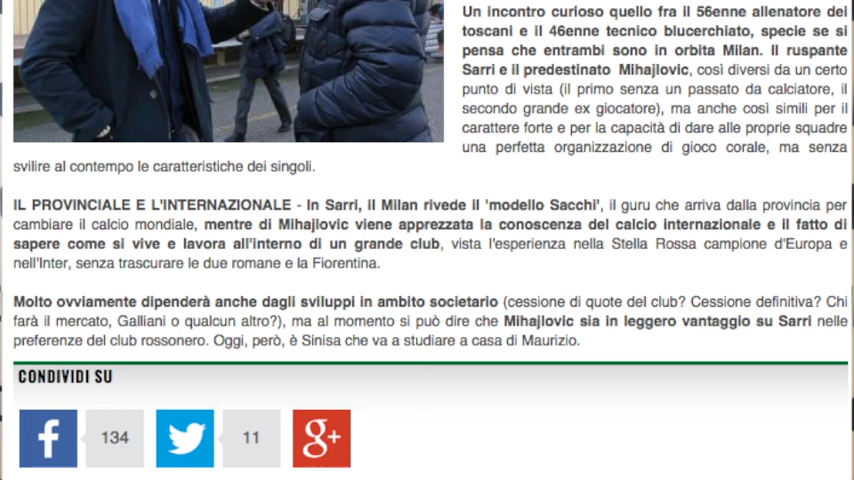 Un incontro curioso quello fra il 56enne allenatore dei
toscani e il 46enne tecnico blucerchiato, specie se si
pensa che entrambi sono in orbita Milan. Il ruspante
Sarri e il predestinato Mihajlovic, così diversi da un certo
punto di vista (il primo senza un passato da calciatore, il
secondo grande ex giocatore), ma anche così simili per il
carattere forte e per la capacità di dare alle proprie squadre
una perfetta organizzazione di gioco corale, ma senza
svilire al contempo le caratteristiche dei singoli.
IL PROVINCIALE E L'INTERNAZIONALE - In Sarri, il Milan rivede il 'modello Sacchi', il guru che arriva dalla provincia per
cambiare il calcio mondiale, mentre di Mihajlovic viene apprezzata la conoscenza del calcio internazionale e il fatto di
sapere come si vive e lavora all'interno di un grande club, vista l'esperienza nella Stella Rossa campione d'Europa e
nell'Inter, senza trascurare le due romane e la Fiorentina.
Molto ovviamente dipenderà anche dagli sviluppi in ambito societario (cessione di quote del club? Cessione definitiva? Chi
farà il mercato, Galliani o qualcun altro?), ma al momento si può dire che Mihajlovic sia in leggero vantaggio su Sarri nelle
preferenze del club rossonero. Oggi, però, è Sinisa che va a studiare a casa di Maurizio.
CONDIVIDI SU
f 134 11 g+